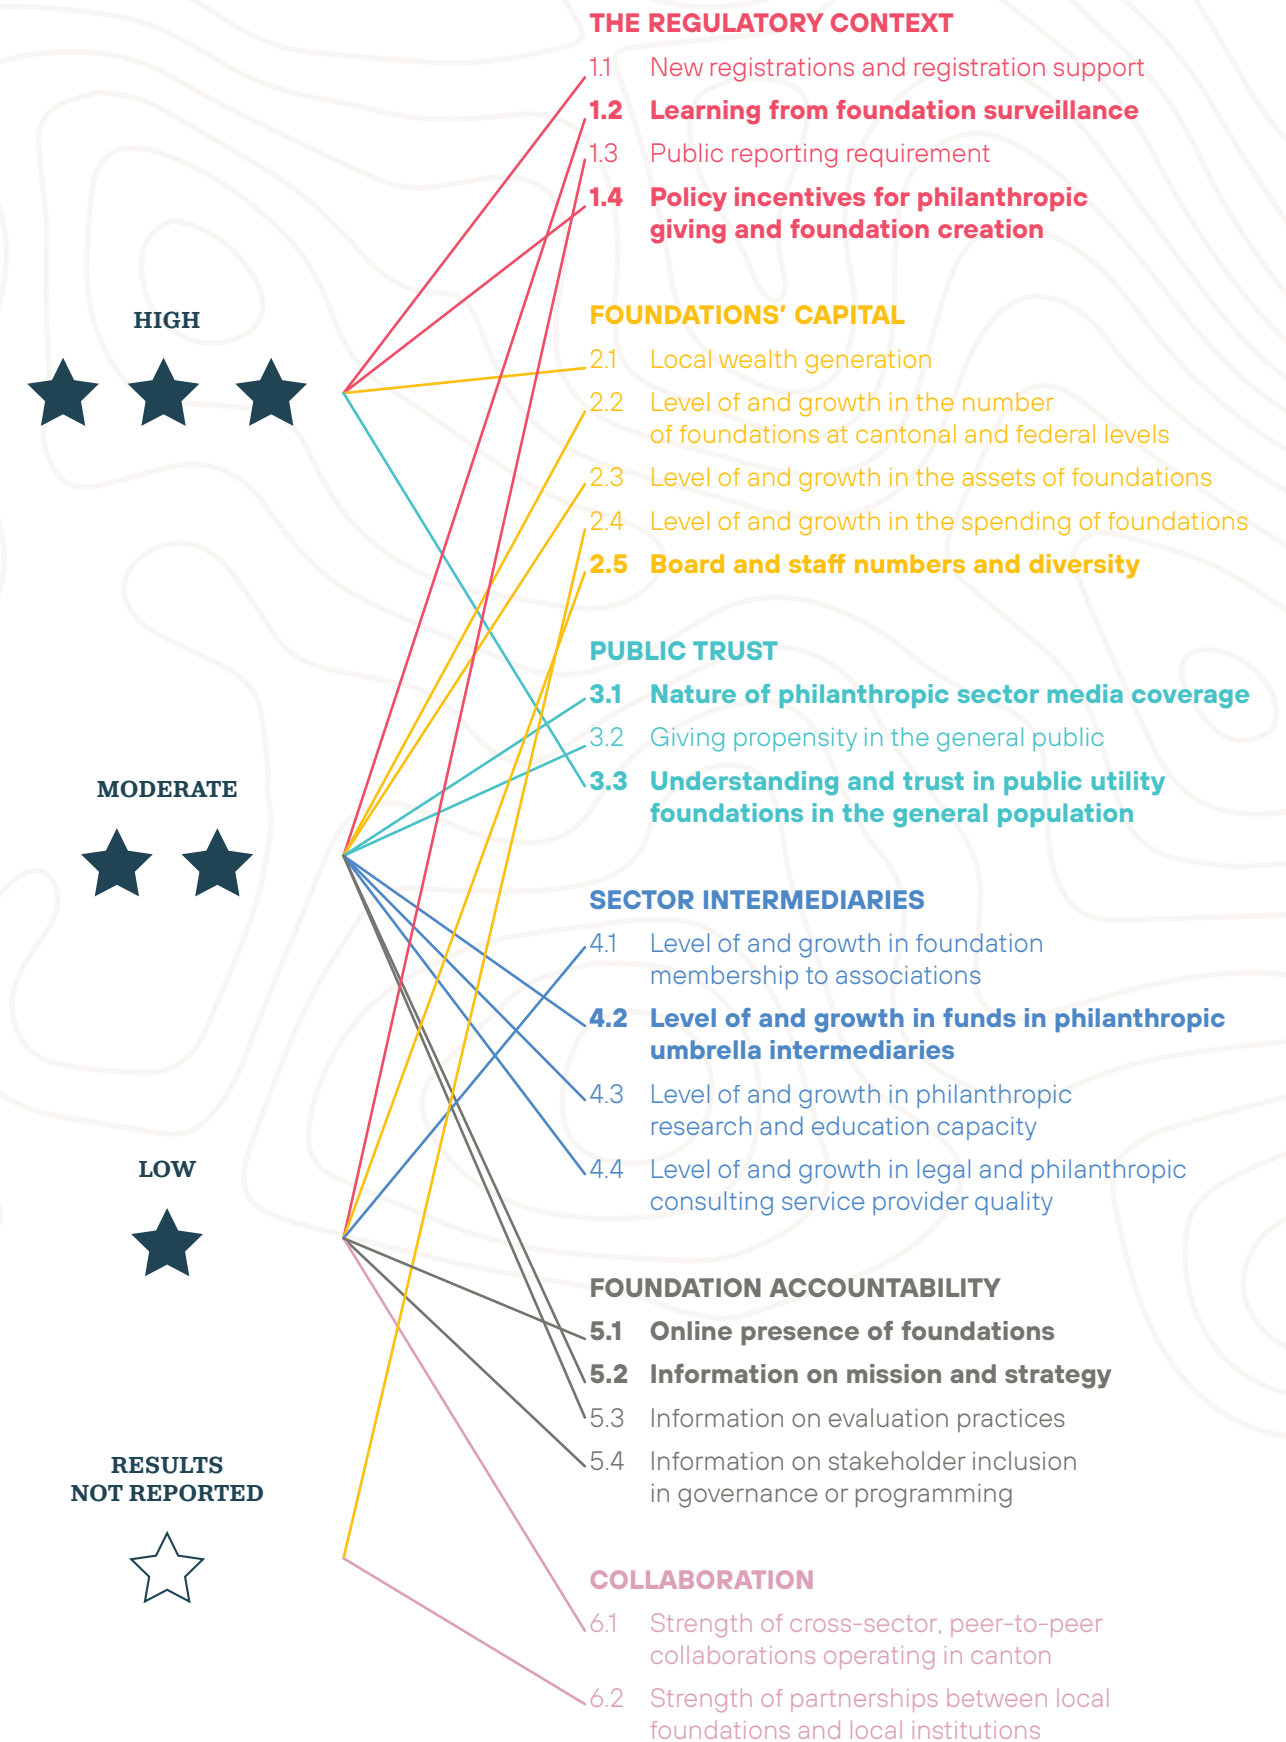 THE REGULATORY CONTEXT
1.1 New registrations and registration support
1.2 Learning from foundation surveillance
1.3 Public reporting requirement
1.4 Policy incentives for philanthropic
giving and foundation creation
HIGH
FOUNDATIONS’ CAPITAL
2.1 Local wealth generation
2.2 Level of and growth in the number
of foundations at cantonal and federal levels
2.3 Level of and growth in the assets of foundations
2.4 Level of and growth in the spending of foundations
2.5 Board and staff numbers and diversity
PUBLIC TRUST
3.1 Nature of philanthropic sector media coverage
3.2 Giving propensity in the general public
3.3 Understanding and trust in public utility
foundations in the general population
MODERATE
SECTOR INTERMEDIARIES
4.1 Level of and growth in foundation
membership to associations
4.2 Level of and growth in funds in philanthropic
umbrella intermediaries
4.3 Level of and growth in philanthropic
research and education capacity
4.4 Level of and growth in legal and philanthropic
consulting service provider quality
LOW
FOUNDATION ACCOUNTABILITY
5.1 Online presence of foundations
5.2 Information on mission and strategy
5.3 Information on evaluation practices
5.4 Information on stakeholder inclusion
in governance or programming
RESULTS
NOT REPORTED
COLLABORATION
6.1 Strength of cross-sector, peer-to-peer
collaborations operating in canton
6.2 Strength of partnerships between local
foundations and local institutions